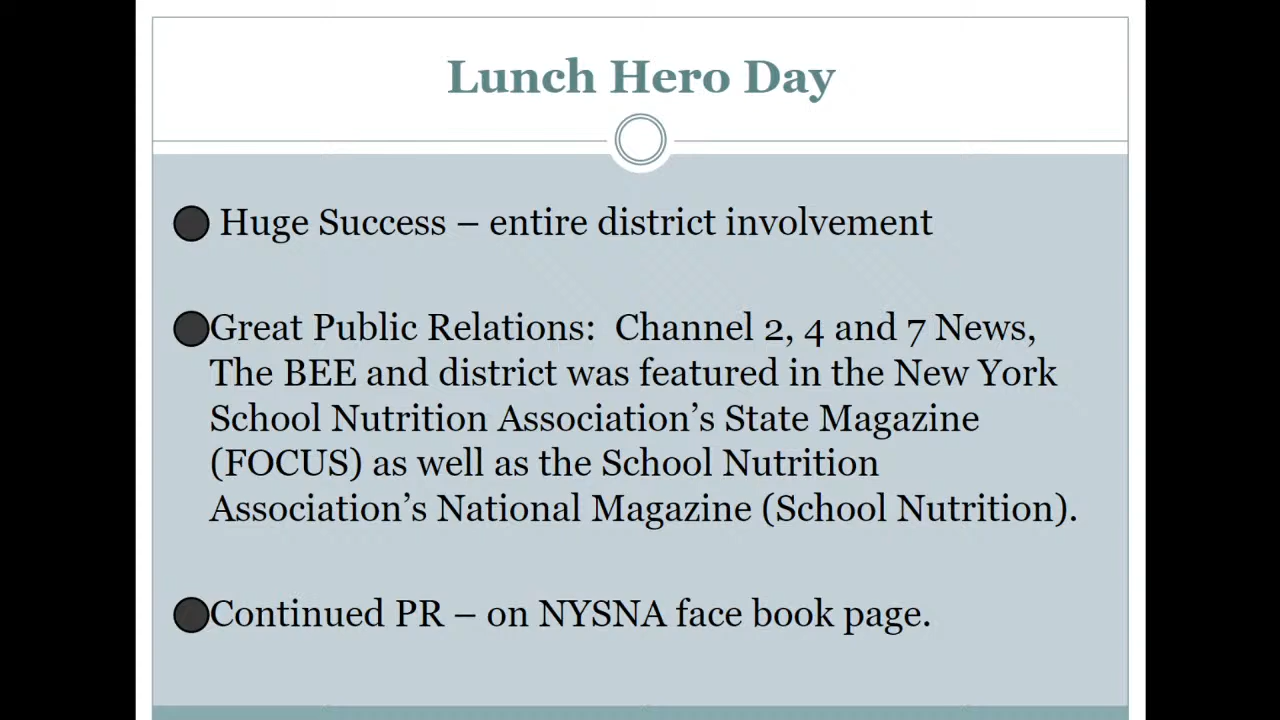 Lunch Hero Day
Huge Success – entire district involvement
Great Public Relations: Channel 2, 4 and 7 News,
The BEE and district was featured in the New York
School Nutrition Association’s State Magazine
(FOCUS) as well as the School Nutrition
Association’s National Magazine (School Nutrition).
Continued PR – on NYSNA face book page.